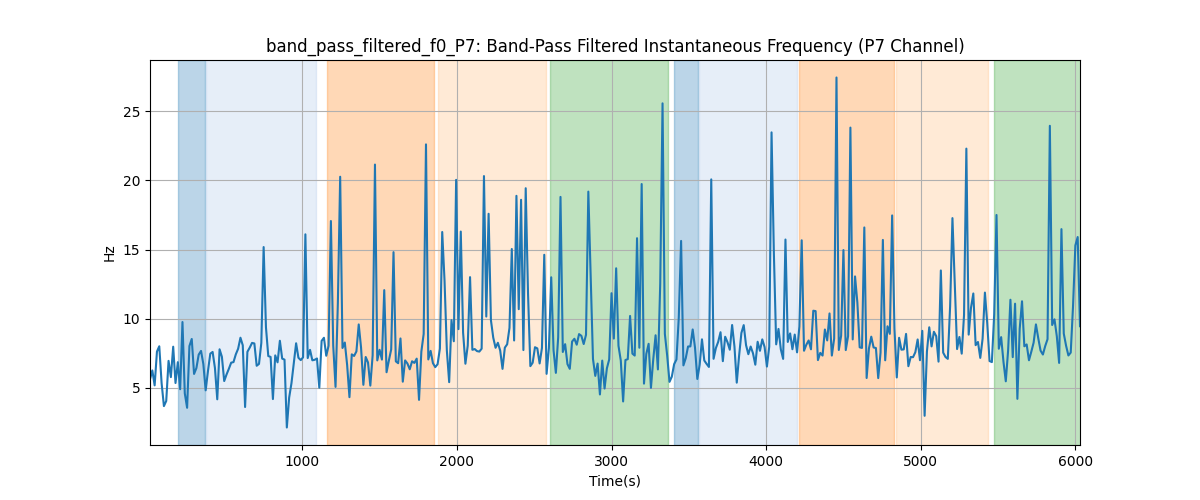 band_pass_filtered_f0_P7: Band-Pass Filtered Instantaneous Frequency (P7 Channel)
25
20
15
10
5
Hz
1000 2000 3000 4000 5000 6000
Time(s)